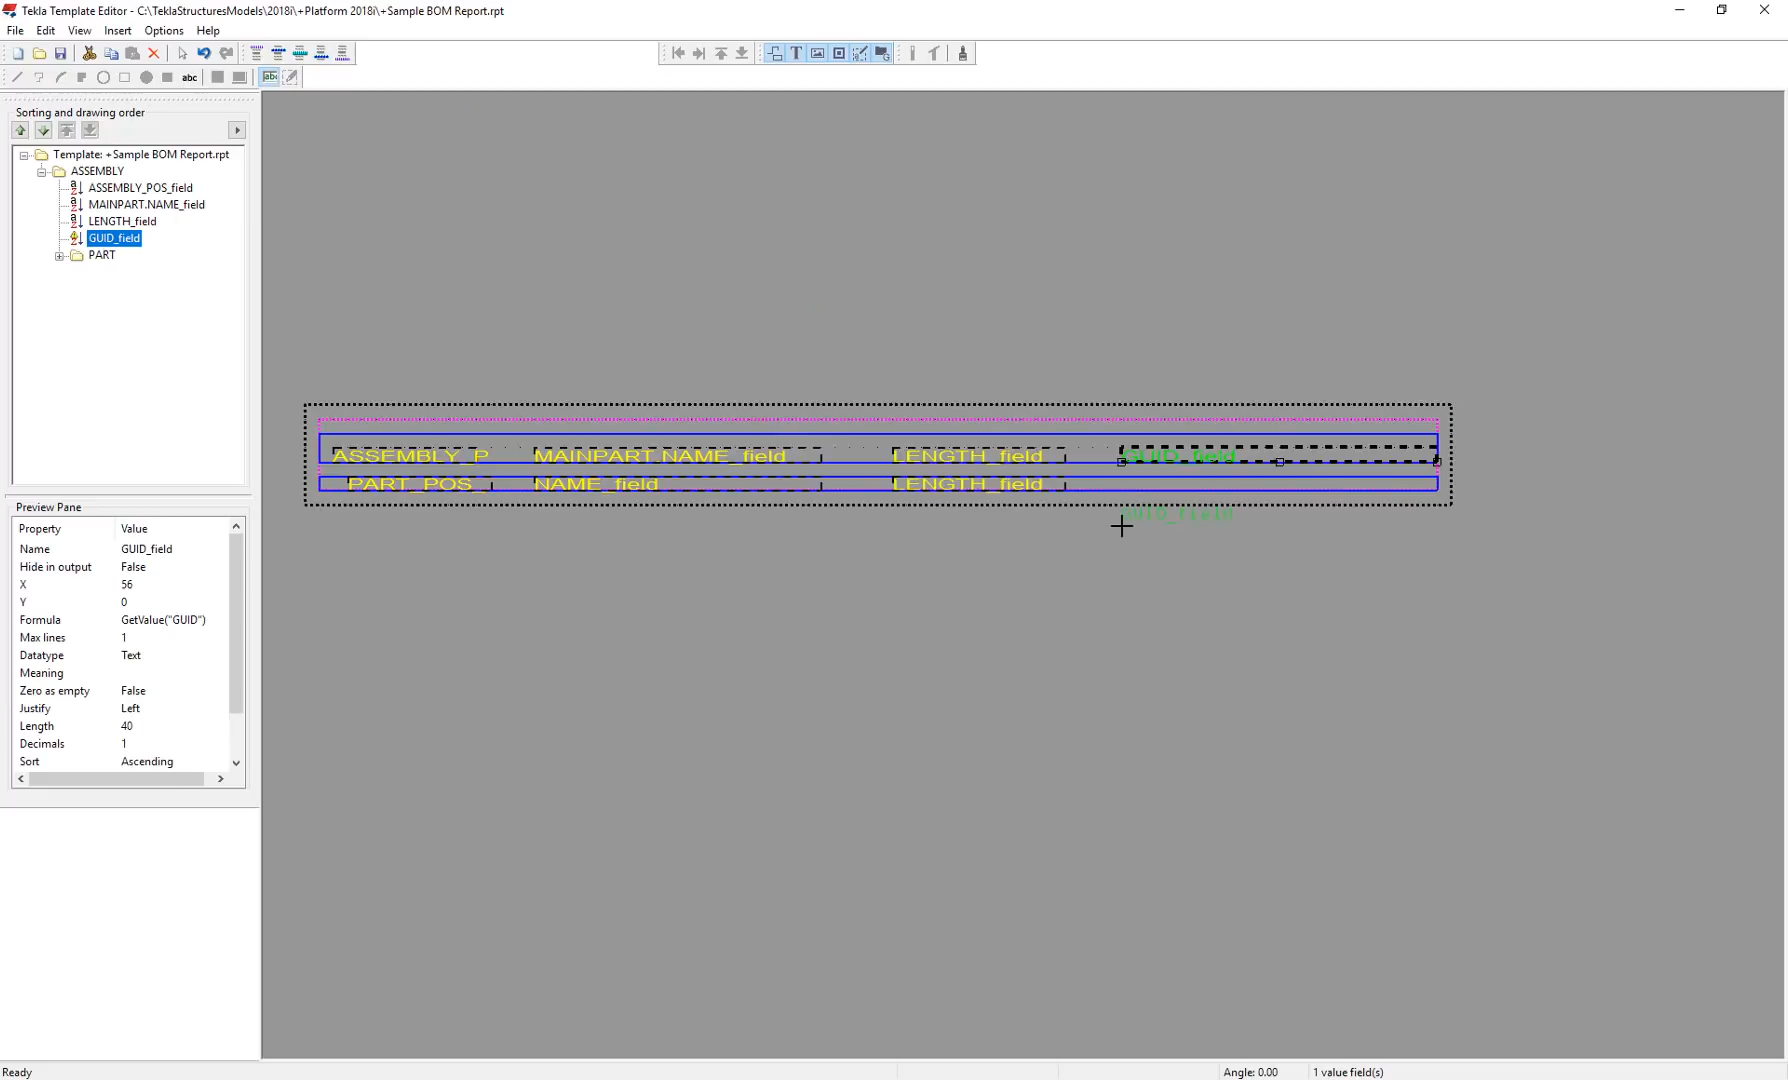 Tekla Template Editor - C:\TeklaStructuresModels\2018i\+Platform 2018i\+Sample BOM Report.rpt
File Edit View Insert Options Help
abc
Sorting and drawing order
Template: +Sample BOM Report.rpt
ASSEMBLY
ASSEMBLY_POS_field
MAINPART.NAME_field
LENGTH_field
GUID_field
PART
ASSEMBLY_P MAINPART.NAME_field LENGTH_field GUID_field
PART_POS_ NAME_field LENGTH_field
GUID_field
Preview Pane
Property Value
Name GUID_field
Hide in output False
X 56
Y 0
Formula GetValue("GUID")
Max lines 1
Datatype Text
Meaning
Zero as empty False
Justify Left
Length 40
Decimals 1
Sort Ascending
Ready Angle: 0.00 1 value field(s)